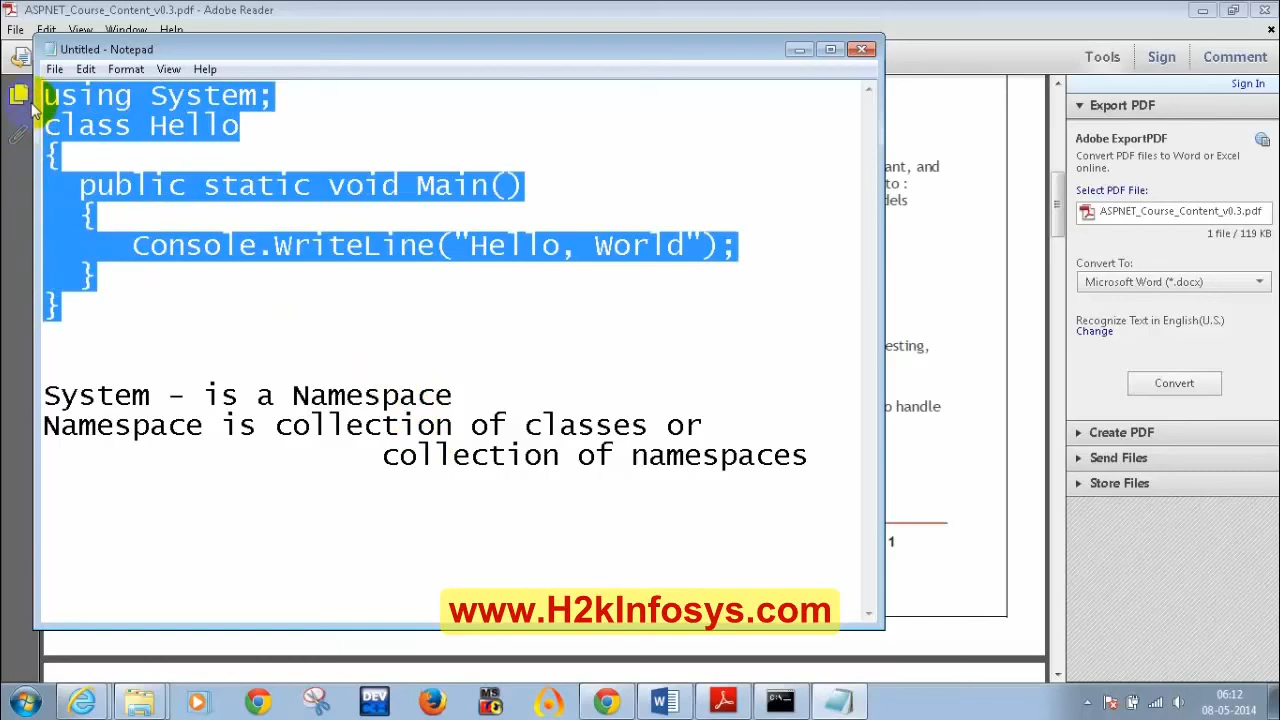 ASPNET_Course_Content_v0.3.pdf - Adobe Reader
File Edit View Window Help
Untitled - Notepad
File Edit Format View Help
Tools Sign Comment
using System;
class Hello
{
public static void Main()
{
Console.WriteLine("Hello, World");
}
}
System - is a Namespace
Namespace is collection of classes or
collection of namespaces
ant, and
to :
dels
esting,
o handle
1
Sign In
Export PDF
Adobe ExportPDF
Convert PDF files to Word or Excel
online.
Select PDF File:
ASPNET_Course_Content_v0.3.pdf
1 file / 119 KB
Convert To:
Microsoft Word (*.docx)
Recognize Text in English(U.S.)
Change
Convert
Create PDF
Send Files
Store Files
www.H2kInfosys.com
DEV
MS
06:12
08-05-2014